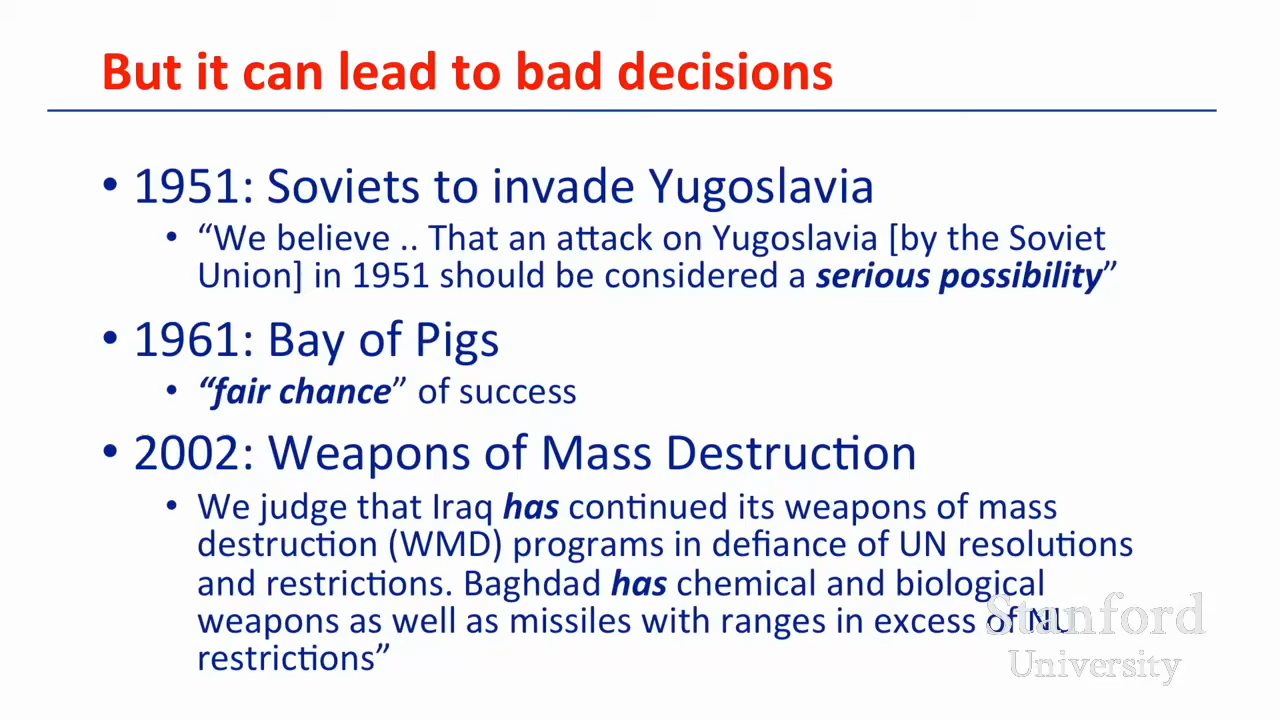 But it can lead to bad decisions
• 1951: Soviets to invade Yugoslavia
• “We believe .. That an attack on Yugoslavia [by the Soviet
Union] in 1951 should be considered a serious possibility”
• 1961: Bay of Pigs
• “fair chance” of success
• 2002: Weapons of Mass Destruction
• We judge that Iraq has continued its weapons of mass
destruction (WMD) programs in defiance of UN resolutions
and restrictions. Baghdad has chemical and biological
weapons as well as missiles with ranges in excess of NU
restrictions”
Stanford
University